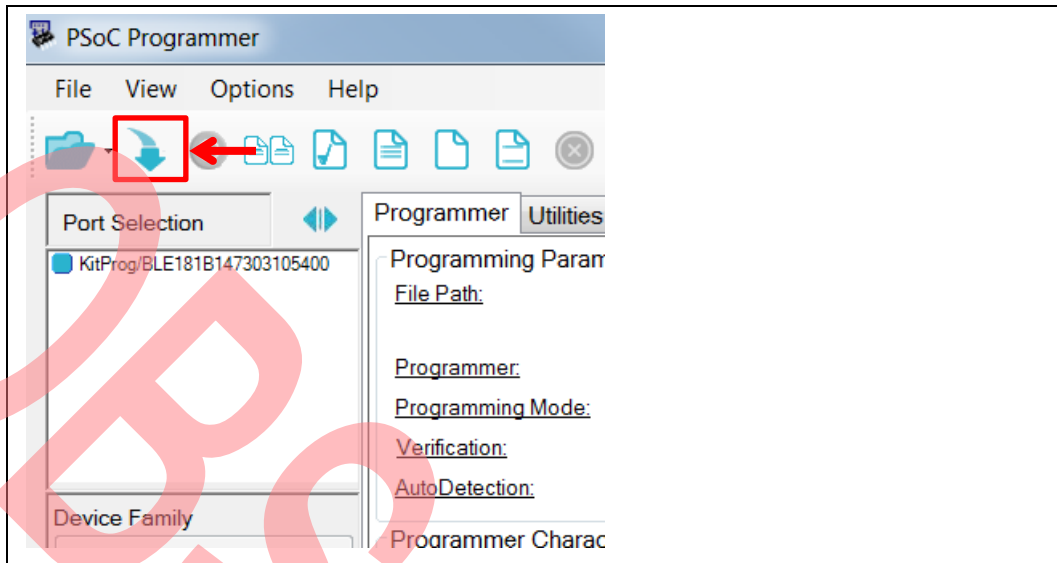 PSoC Programmer
File View Options Help
Port Selection
Programmer Utilities
KitProg/BLE181B147303105400
Programming Param
File Path:
Programmer:
Programming Mode:
Verification:
AutoDetection:
Device Family
Programmer Charac